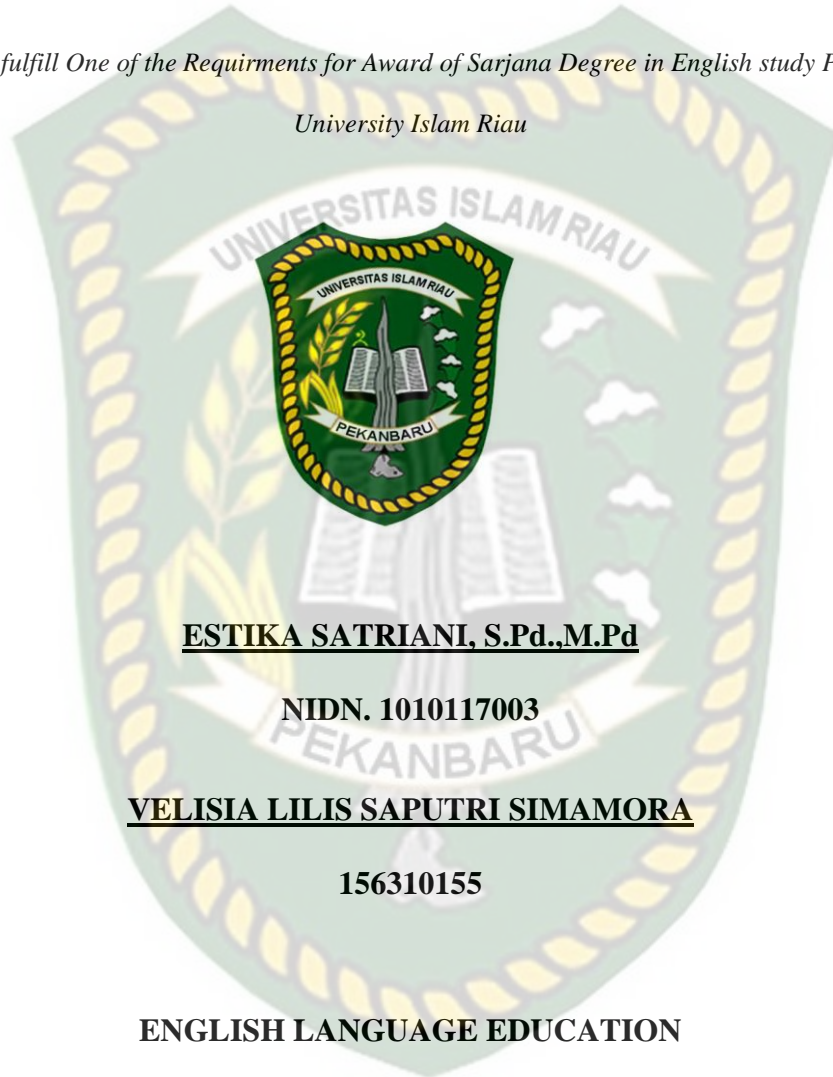 fulfill One of the Requirments for Award of Sarjana Degree in English study
University Islam Riau
UNIVERSITAS ISLAM RIAU
UNIVERSITAS ISLAM RIAU
PEKANBARU
ESTIKA SATRIANI, S.Pd.,M.Pd
NIDN. 1010117003
PEKANBARU
VELISIA LILIS SAPUTRI SIMAMORA
156310155
ENGLISH LANGUAGE EDUCATION